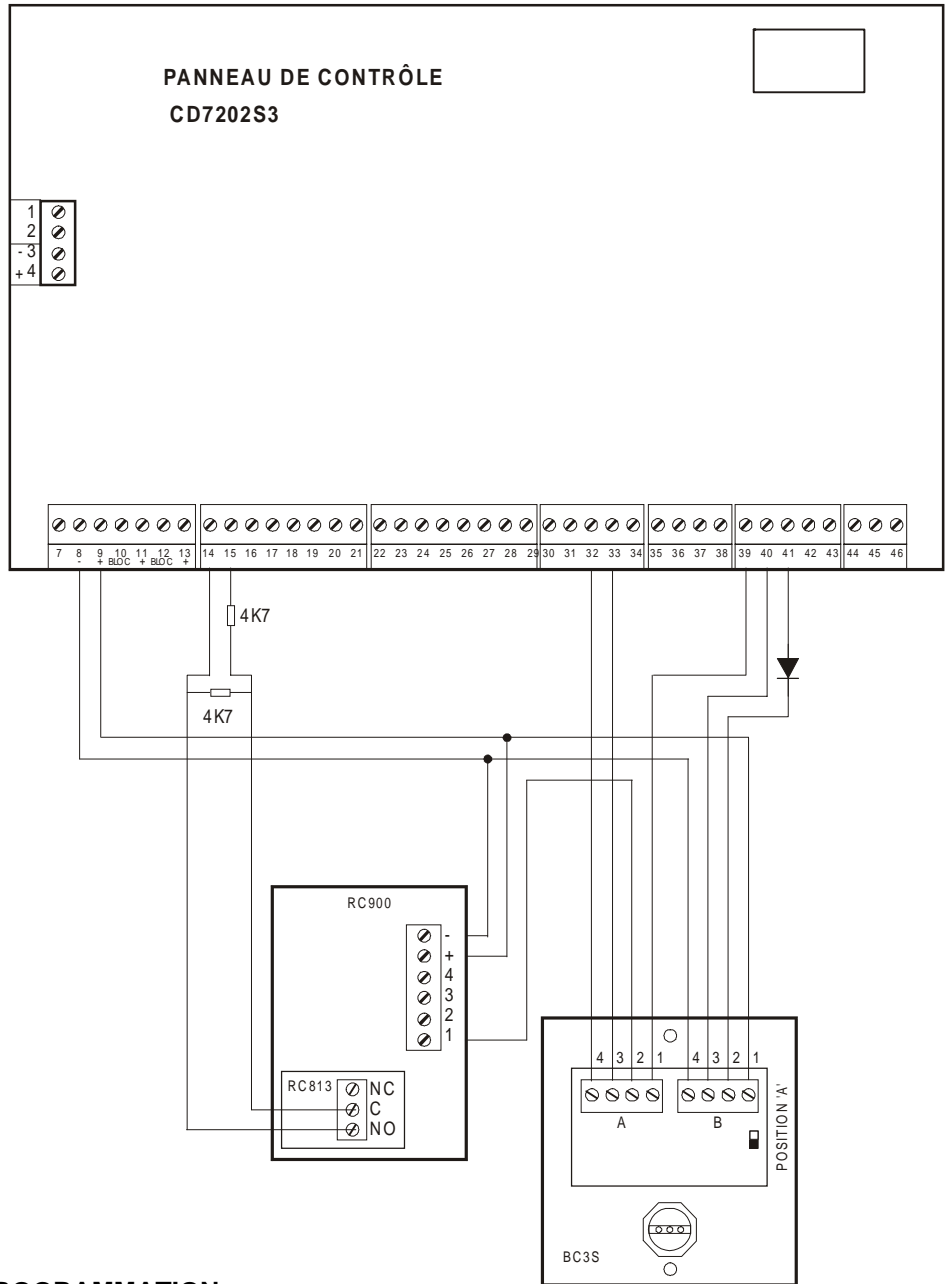 PANNEAU DE CONTRÔLE
CD7202S3
1
2
- 3
+ 4
7 8 9 10 11 12 13 14 15 16 17 18 19 20 21 22 23 24 25 26 27 28 29 30 31 32 33 34 35 36 37 38 39 40 41 42 43 44 45 46
- + BLOC + BLOC +
4K7
4K7
RC900
-
+
4
3
2
1
RC813
NC
C
NO
4 3 2 1 4 3 2 1
A B
POSITION 'A'
BC3S